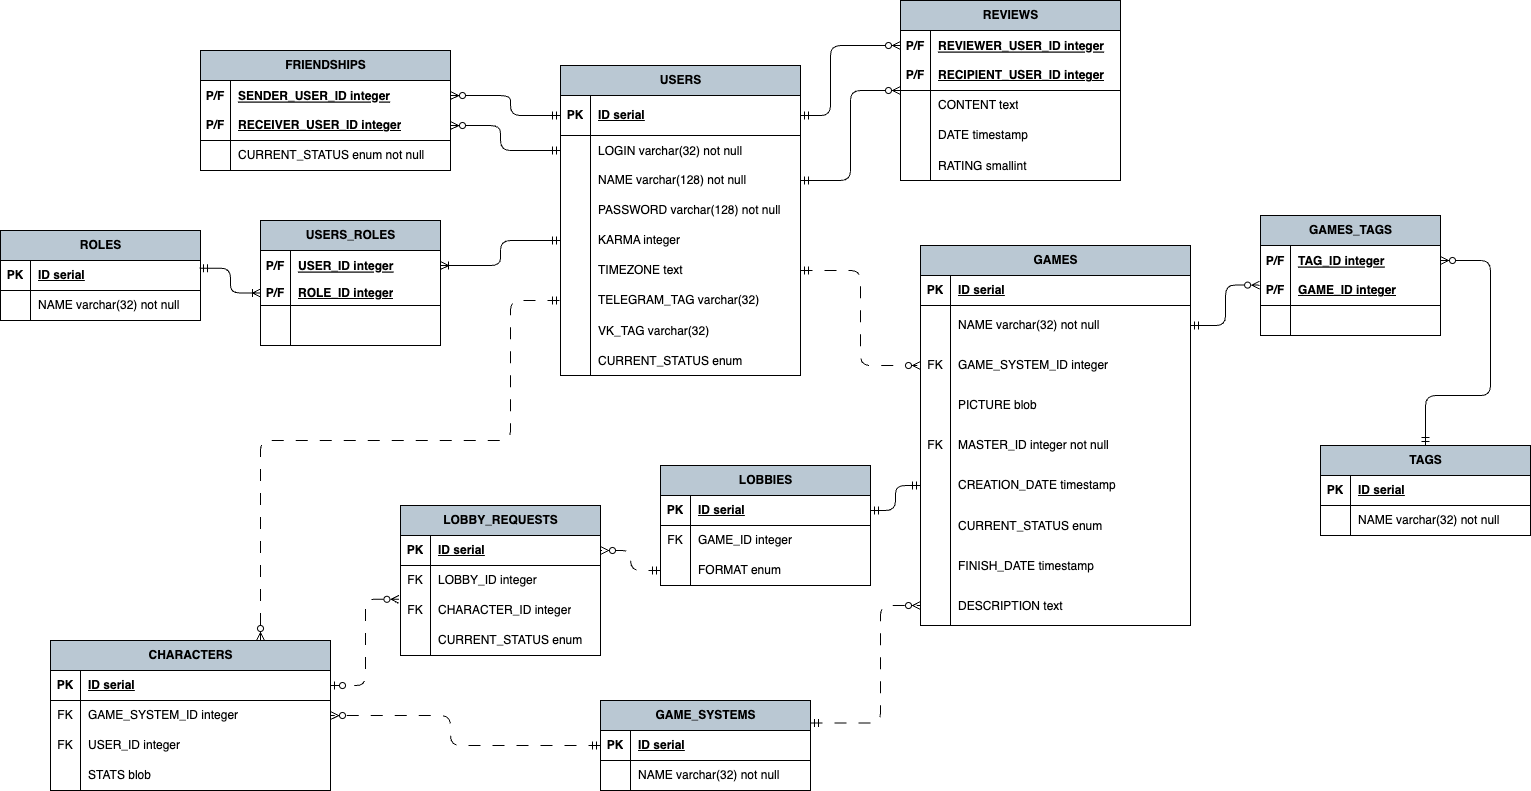 REVIEWS
P/F REVIEWER_USER_ID integer
P/F RECIPIENT_USER_ID integer
CONTENT text
DATE timestamp
RATING smallint
FRIENDSHIPS
P/F SENDER_USER_ID integer
P/F RECEIVER_USER_ID integer
CURRENT_STATUS enum not null
USERS
PK ID serial
LOGIN varchar(32) not null
NAME varchar(128) not null
PASSWORD varchar(128) not null
KARMA integer
TIMEZONE text
TELEGRAM_TAG varchar(32)
VK_TAG varchar(32)
CURRENT_STATUS enum
ROLES
PK ID serial
NAME varchar(32) not null
USERS_ROLES
P/F USER_ID integer
P/F ROLE_ID integer
GAMES
PK ID serial
NAME varchar(32) not null
FK GAME_SYSTEM_ID integer
PICTURE blob
FK MASTER_ID integer not null
CREATION_DATE timestamp
CURRENT_STATUS enum
FINISH_DATE timestamp
DESCRIPTION text
GAMES_TAGS
P/F TAG_ID integer
P/F GAME_ID integer
TAGS
PK ID serial
NAME varchar(32) not null
LOBBIES
PK ID serial
FK GAME_ID integer
FORMAT enum
LOBBY_REQUESTS
PK ID serial
FK LOBBY_ID integer
FK CHARACTER_ID integer
CURRENT_STATUS enum
CHARACTERS
PK ID serial
FK GAME_SYSTEM_ID integer
FK USER_ID integer
STATS blob
GAME_SYSTEMS
PK ID serial
NAME varchar(32) not null